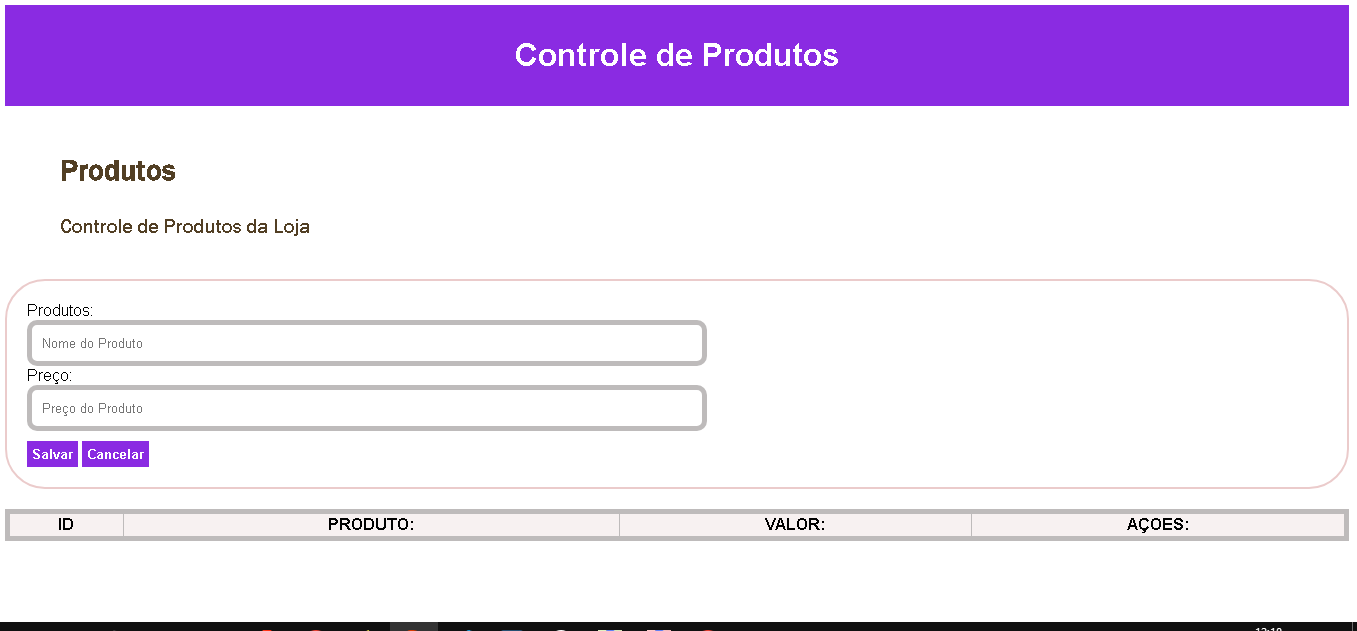 Controle de Produtos
Produtos
Controle de Produtos da Loja
Produtos:
Nome do Produto
Preço:
Preço do Produto
Salvar Cancelar
ID PRODUTO: VALOR: AÇOES: